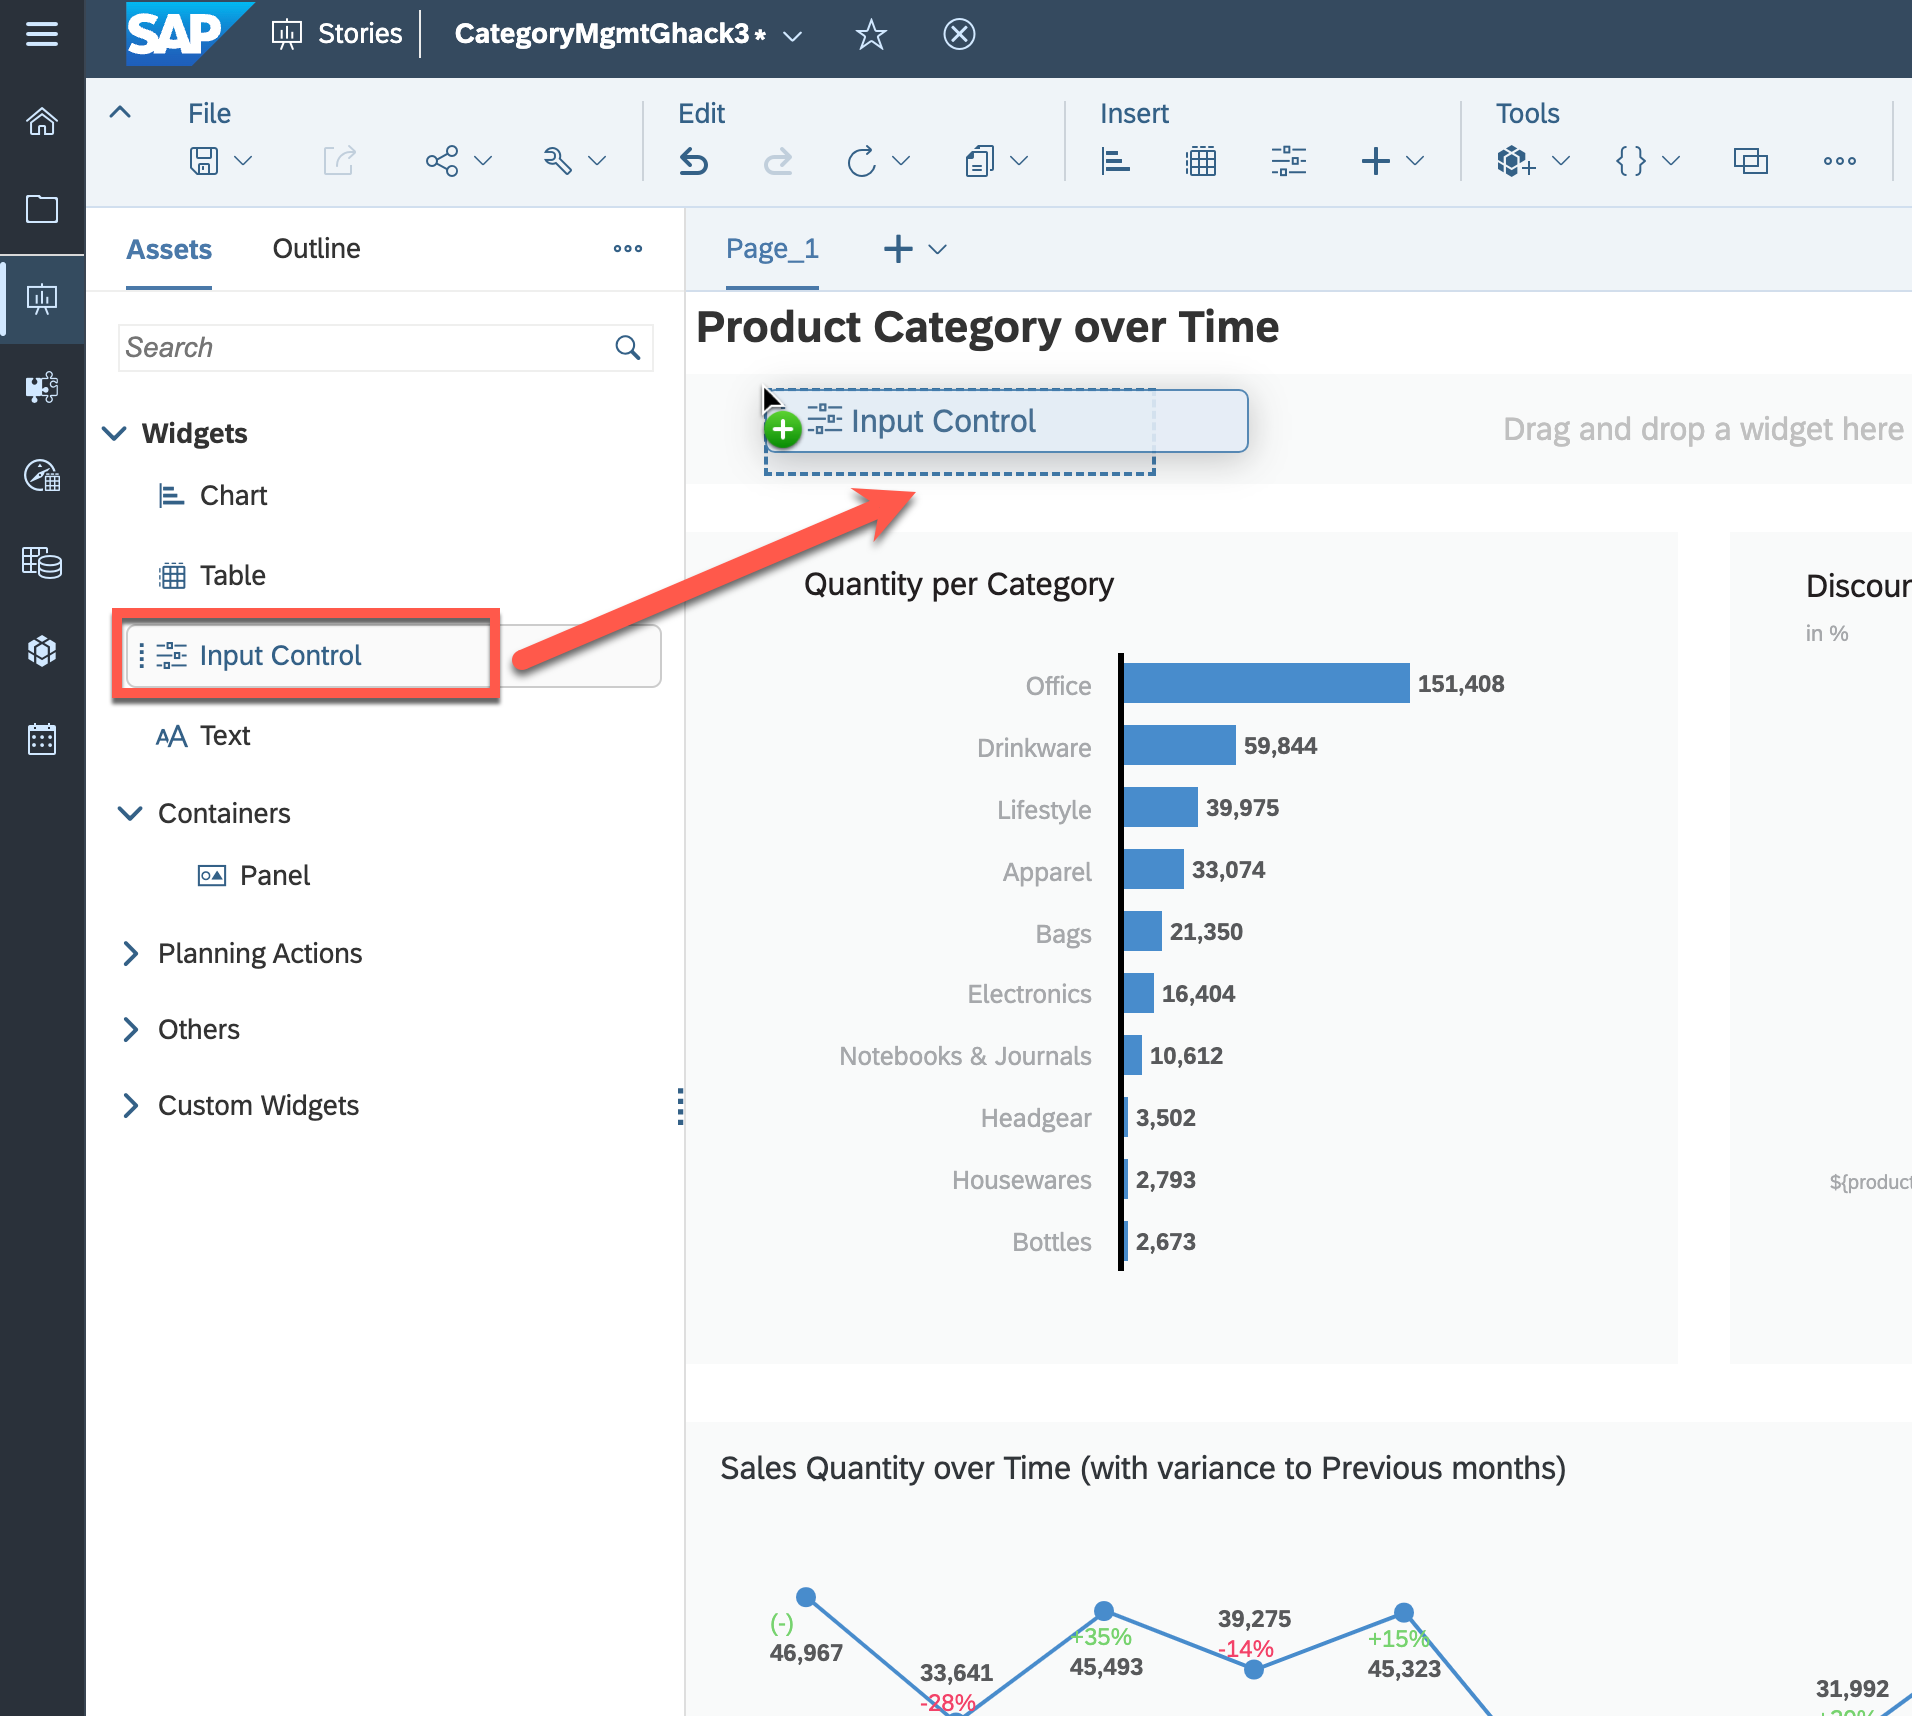 SAP Stories CategoryMgmtGhack3*
File Edit Insert Tools
Assets Outline
Page_1
Search
Product Category over Time
Input Control
Drag and drop a widget here
Widgets
Chart
Table
Input Control
Text
Containers
Panel
Planning Actions
Others
Custom Widgets
Quantity per Category
Office 151,408
Drinkware 59,844
Lifestyle 39,975
Apparel 33,074
Bags 21,350
Electronics 16,404
Notebooks & Journals 10,612
Headgear 3,502
Housewares 2,793
Bottles 2,673
Discoun
in %
${product
Sales Quantity over Time (with variance to Previous months)
(-)
46,967
33,641
-28%
+35%
45,493
39,275
-14%
+15%
45,323
31,992